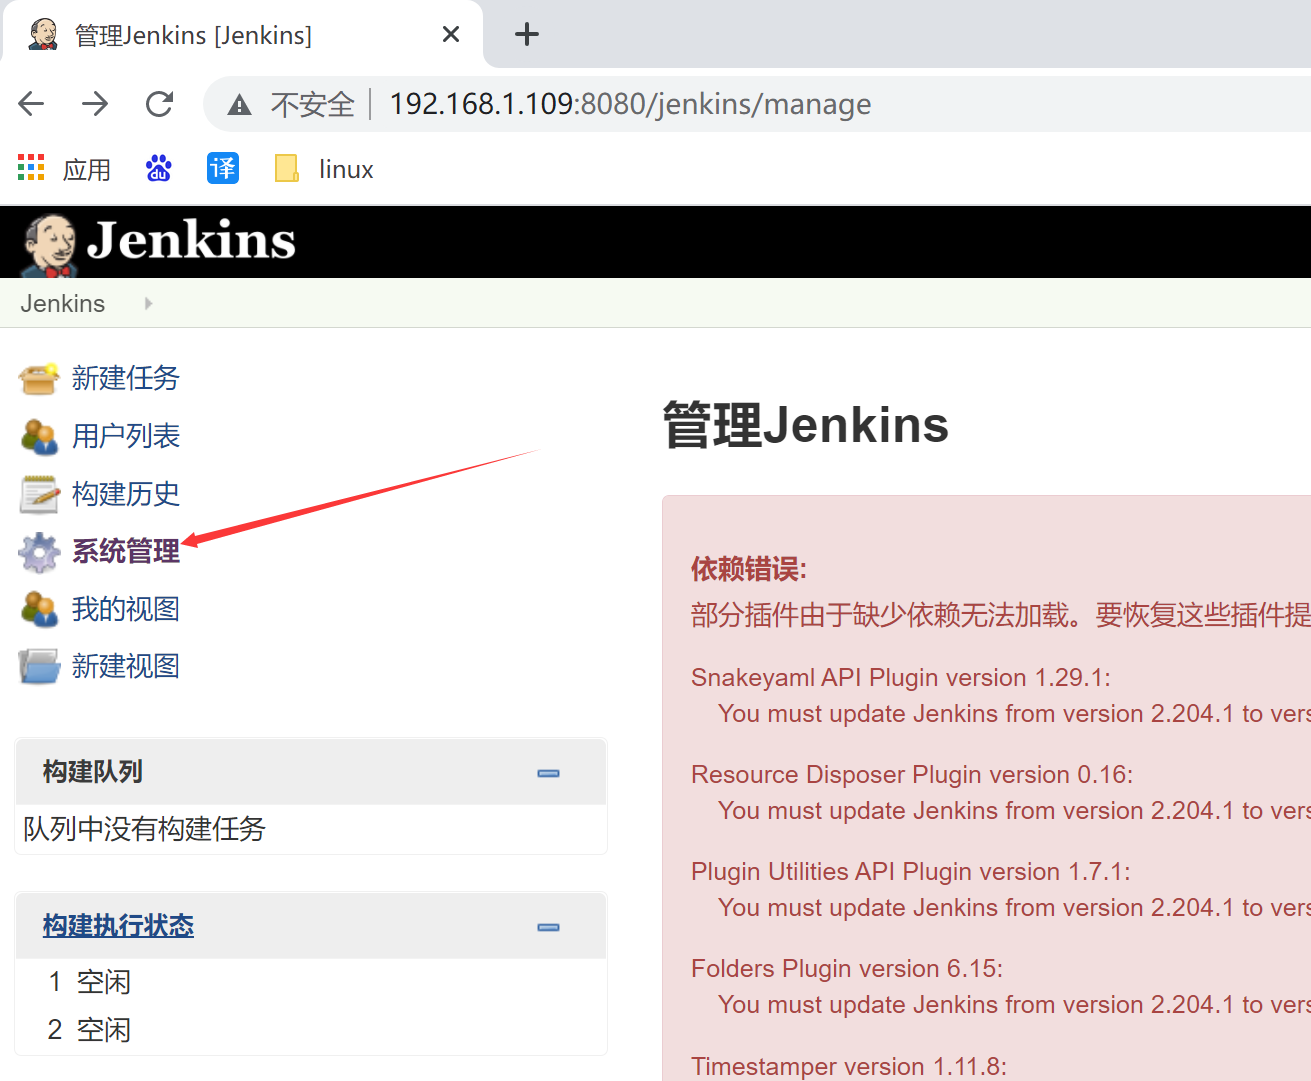 管理Jenkins [Jenkins]
不安全 192.168.1.109:8080/jenkins/manage
应用 du 译 linux
Jenkins
Jenkins
新建任务
用户列表
构建历史
系统管理
我的视图
新建视图
构建队列
队列中没有构建任务
构建执行状态
1 空闲
2 空闲
管理Jenkins
依赖错误:
部分插件由于缺少依赖无法加载。要恢复这些插件提
Snakeyaml API Plugin version 1.29.1:
You must update Jenkins from version 2.204.1 to vers
Resource Disposer Plugin version 0.16:
You must update Jenkins from version 2.204.1 to vers
Plugin Utilities API Plugin version 1.7.1:
You must update Jenkins from version 2.204.1 to vers
Folders Plugin version 6.15:
You must update Jenkins from version 2.204.1 to vers
Timestamper version 1.11.8: